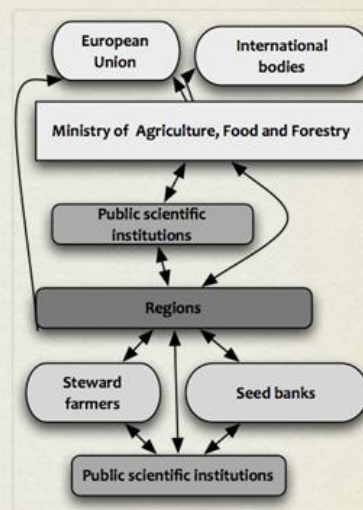 European
Union
International
bodies
Ministry of Agriculture, Food and Forestry
Public scientific
institutions
Regions
Steward
farmers
Seed banks
Public scientific institutions